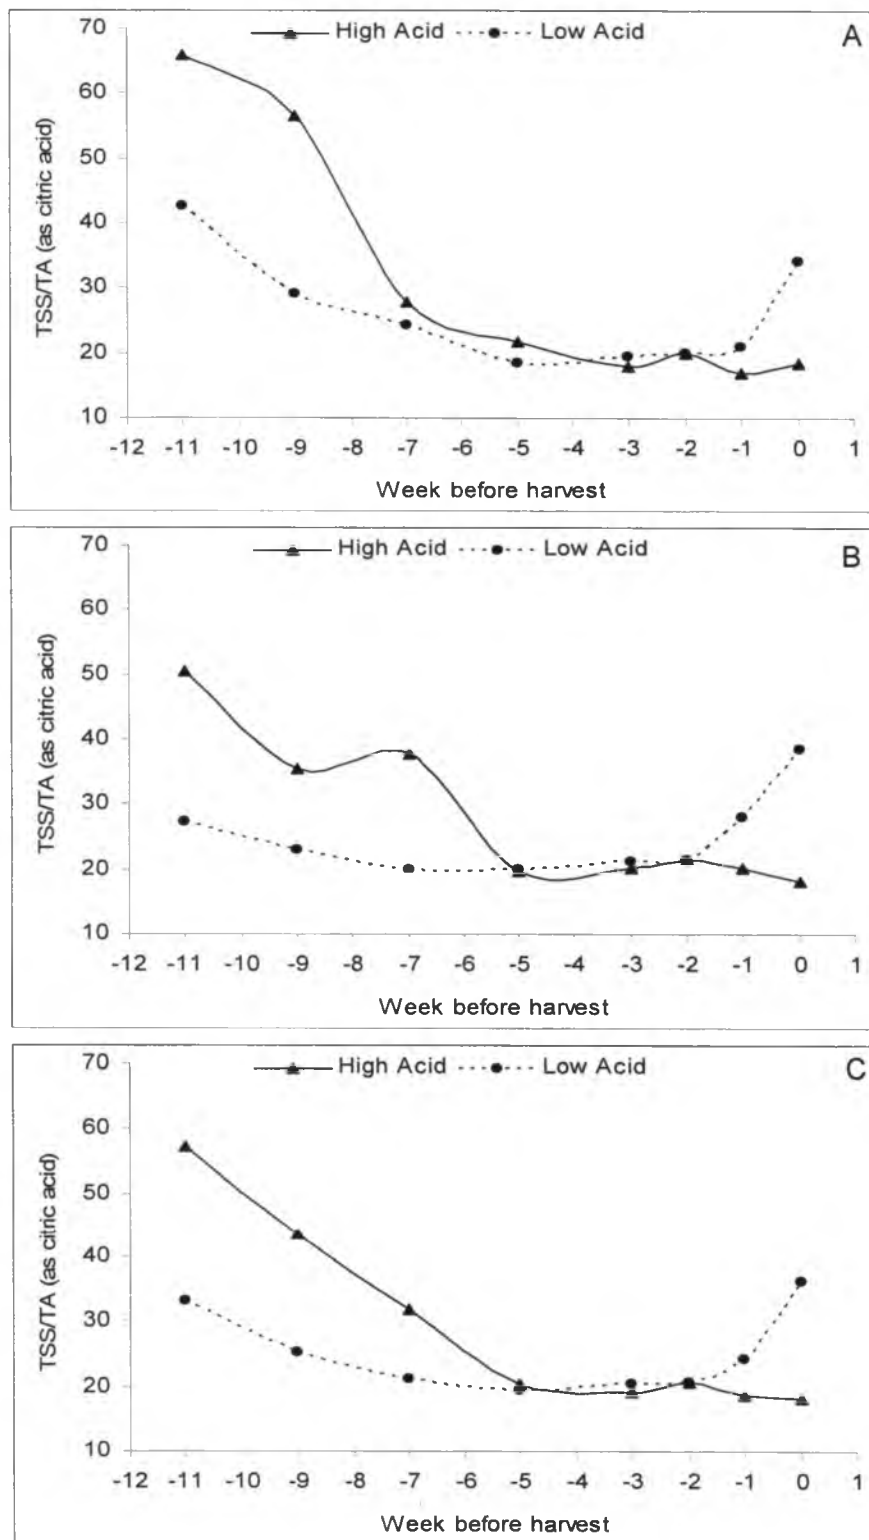 High Acid Low Acid A
70
60
50
40
30
20
10
TSS/TA (as citric acid)
-12 -11 -10 -9 -8 -7 -6 -5 -4 -3 -2 -1 0 1
Week before harvest
High Acid Low Acid B
70
60
50
40
30
20
10
TSS/TA (as citric acid)
-12 -11 -10 -9 -8 -7 -6 -5 -4 -3 -2 -1 0 1
Week before harvest
High Acid Low Acid C
70
60
50
40
30
20
10
TSS/TA (as citric acid)
-12 -11 -10 -9 -8 -7 -6 -5 -4 -3 -2 -1 0 1
Week before harvest